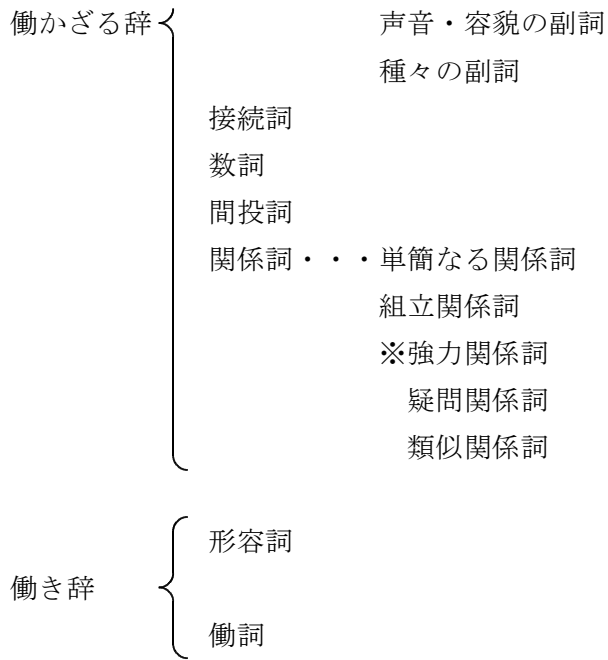 働かざる辞 声音・容貌の副詞
種々の副詞
接続詞
数詞
間投詞
関係詞・・・単簡なる関係詞
組立関係詞
※強力関係詞
疑問関係詞
類似関係詞
形容詞
働き辞
働詞